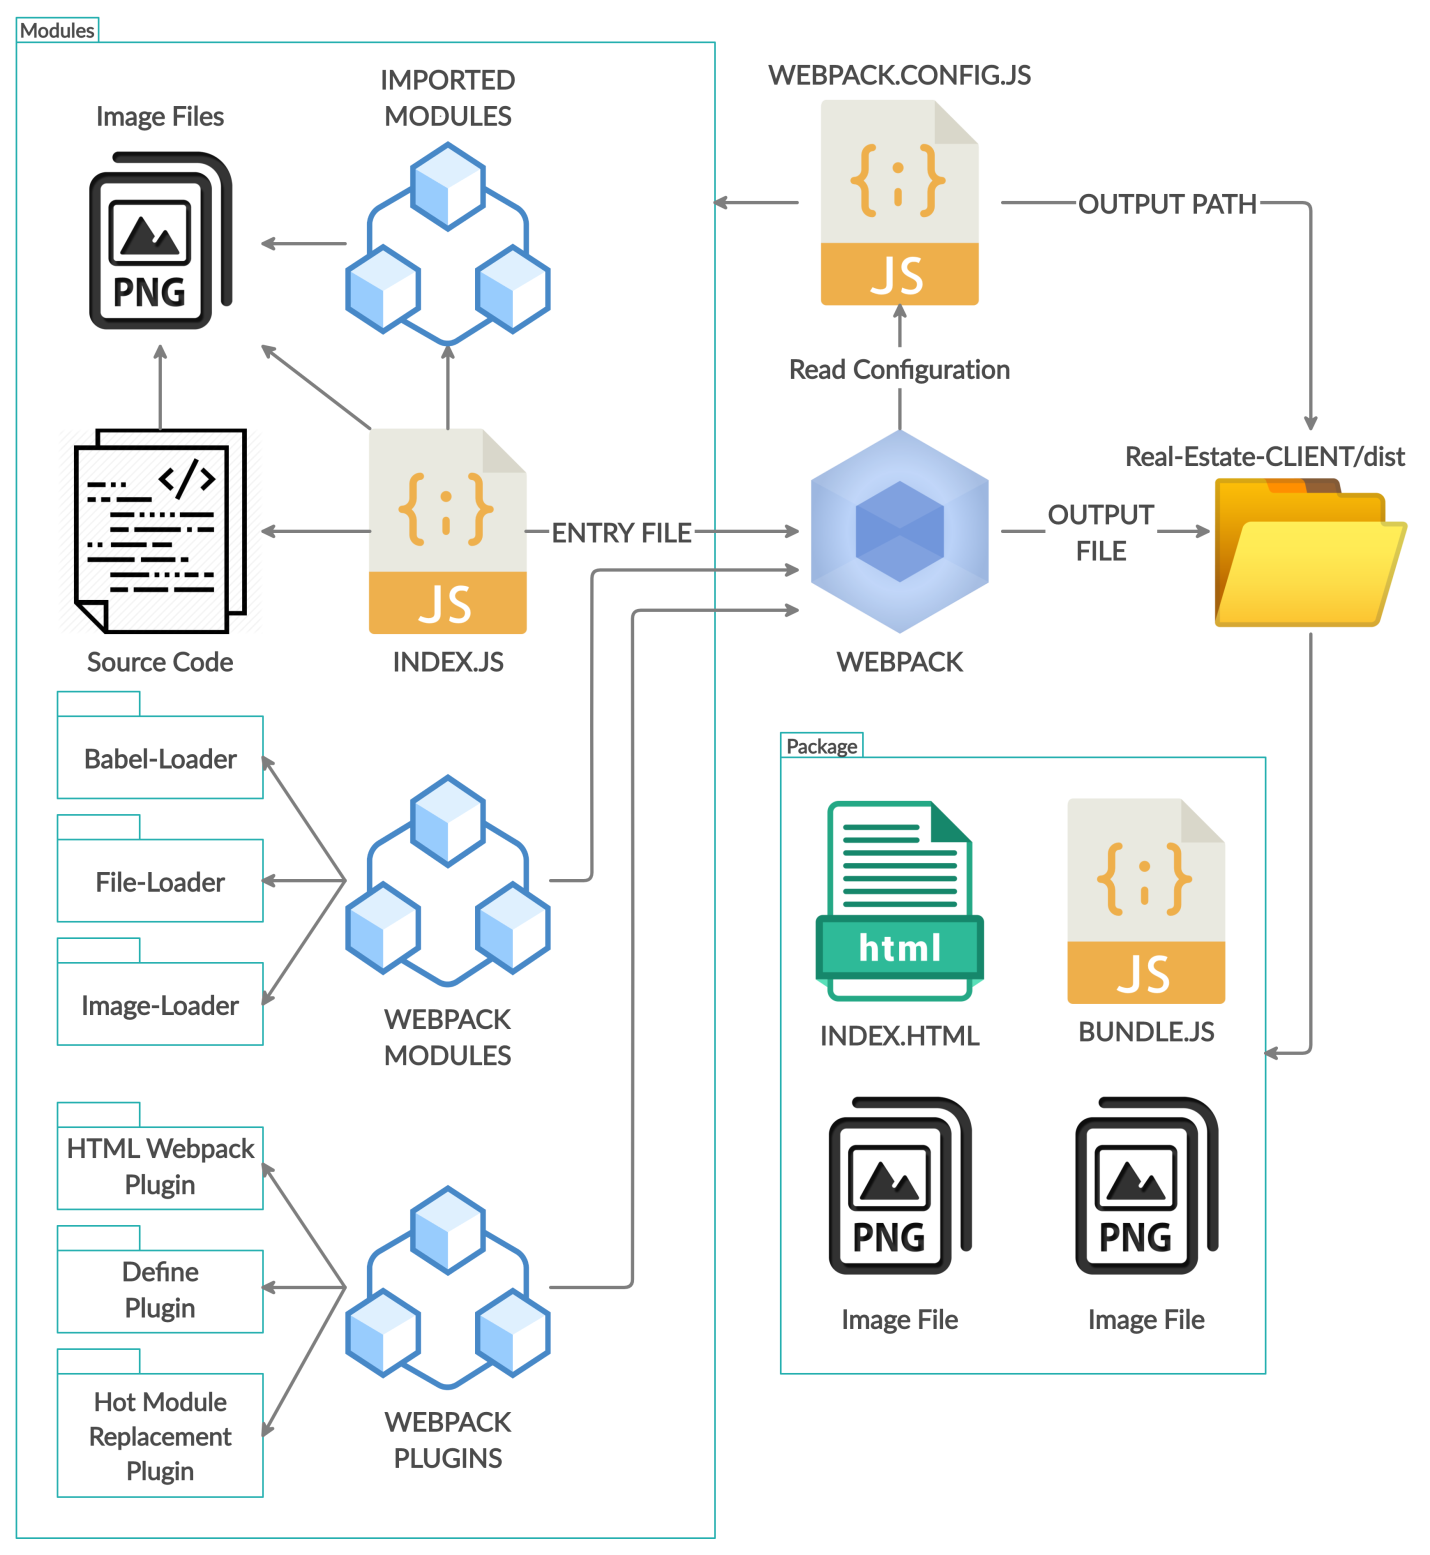 Modules
IMPORTED
MODULES
Image Files
PNG
WEBPACK.CONFIG.JS
{;}
JS
OUTPUT PATH
Read Configuration
Real-Estate-CLIENT/dist
</>
Source Code
{;}
JS
INDEX.JS
ENTRY FILE
WEBPACK
OUTPUT
FILE
Babel-Loader
File-Loader
Image-Loader
WEBPACK
MODULES
HTML Webpack
Plugin
Define
Plugin
Hot Module
Replacement
Plugin
WEBPACK
PLUGINS
Package
html
INDEX.HTML
{;}
JS
BUNDLE.JS
PNG
Image File
PNG
Image File